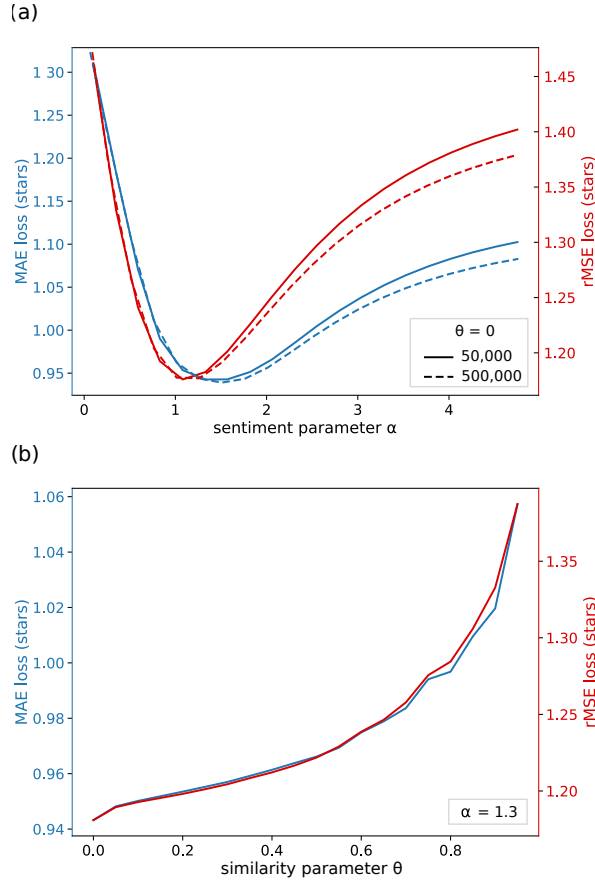 (a)
1.30
1.25
1.20
1.15
1.10
1.05
1.00
0.95
MAE loss (stars)
1.45
1.40
1.35
1.30
1.25
1.20
rMSE loss (stars)
θ = 0
50,000
500,000
0 1 2 3 4
sentiment parameter α
(b)
1.06
1.04
1.02
1.00
0.98
0.96
0.94
MAE loss (stars)
1.35
1.30
1.25
1.20
rMSE loss (stars)
α = 1.3
0.0 0.2 0.4 0.6 0.8
similarity parameter θ